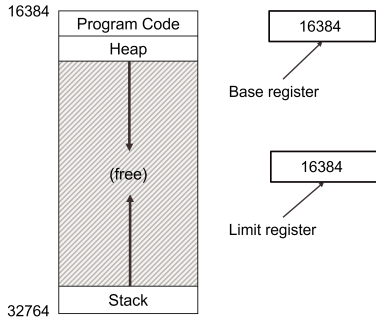 16384
Program Code
Heap
(free)
Stack
32764
16384
Base register
16384
Limit register